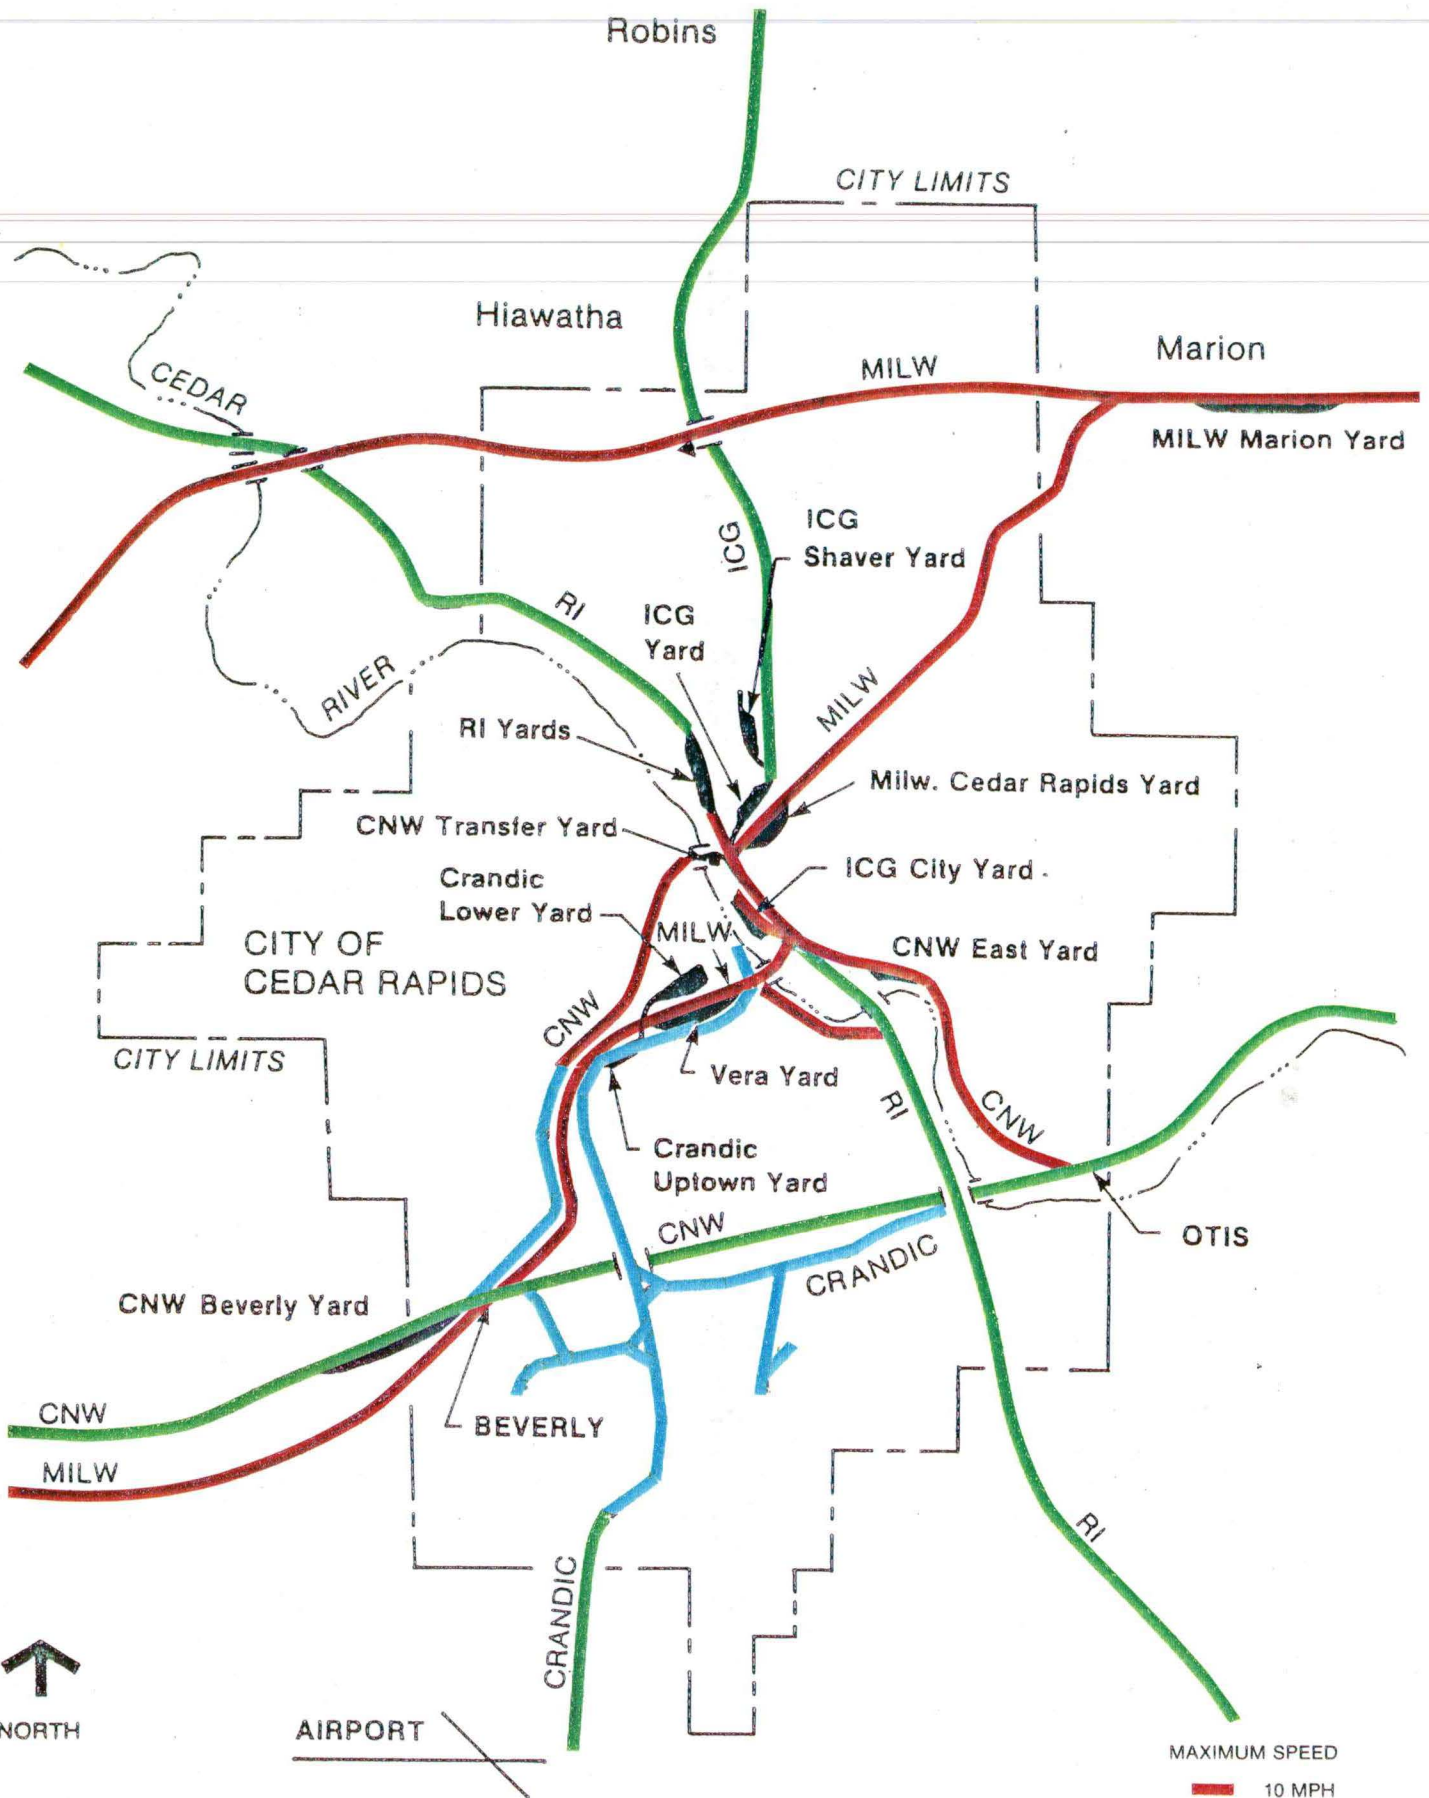 Robins
CITY LIMITS
Hiawatha
Marion
MILW
CEDAR
MILW Marion Yard
ICG
ICG
Shaver Yard
RI
ICG
Yard
RIVER
MILW
RI Yards
Milw. Cedar Rapids Yard
CNW Transfer Yard
ICG City Yard
Crandic
Lower Yard
MILW
CNW East Yard
CITY OF
CEDAR RAPIDS
CNW
CITY LIMITS
Vera Yard
RI
CNW
Crandic
Uptown Yard
CNW
OTIS
CRANDIC
CNW Beverly Yard
CNW
BEVERLY
MILW
RI
CRANDIC
NORTH
AIRPORT
MAXIMUM SPEED
10 MPH